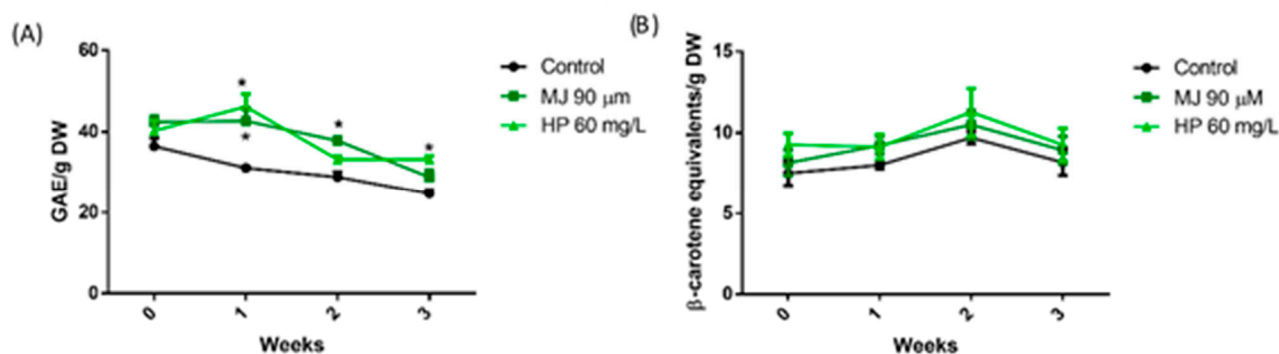 (A)
60
40
20
0
GAE/g DW
*
*
*
*
0 1 2 3
Weeks
Control
MJ 90 μm
HP 60 mg/L
(B)
15
10
5
0
β-carotene equivalents/g DW
0 1 2 3
Weeks
Control
MJ 90 μM
HP 60 mg/L